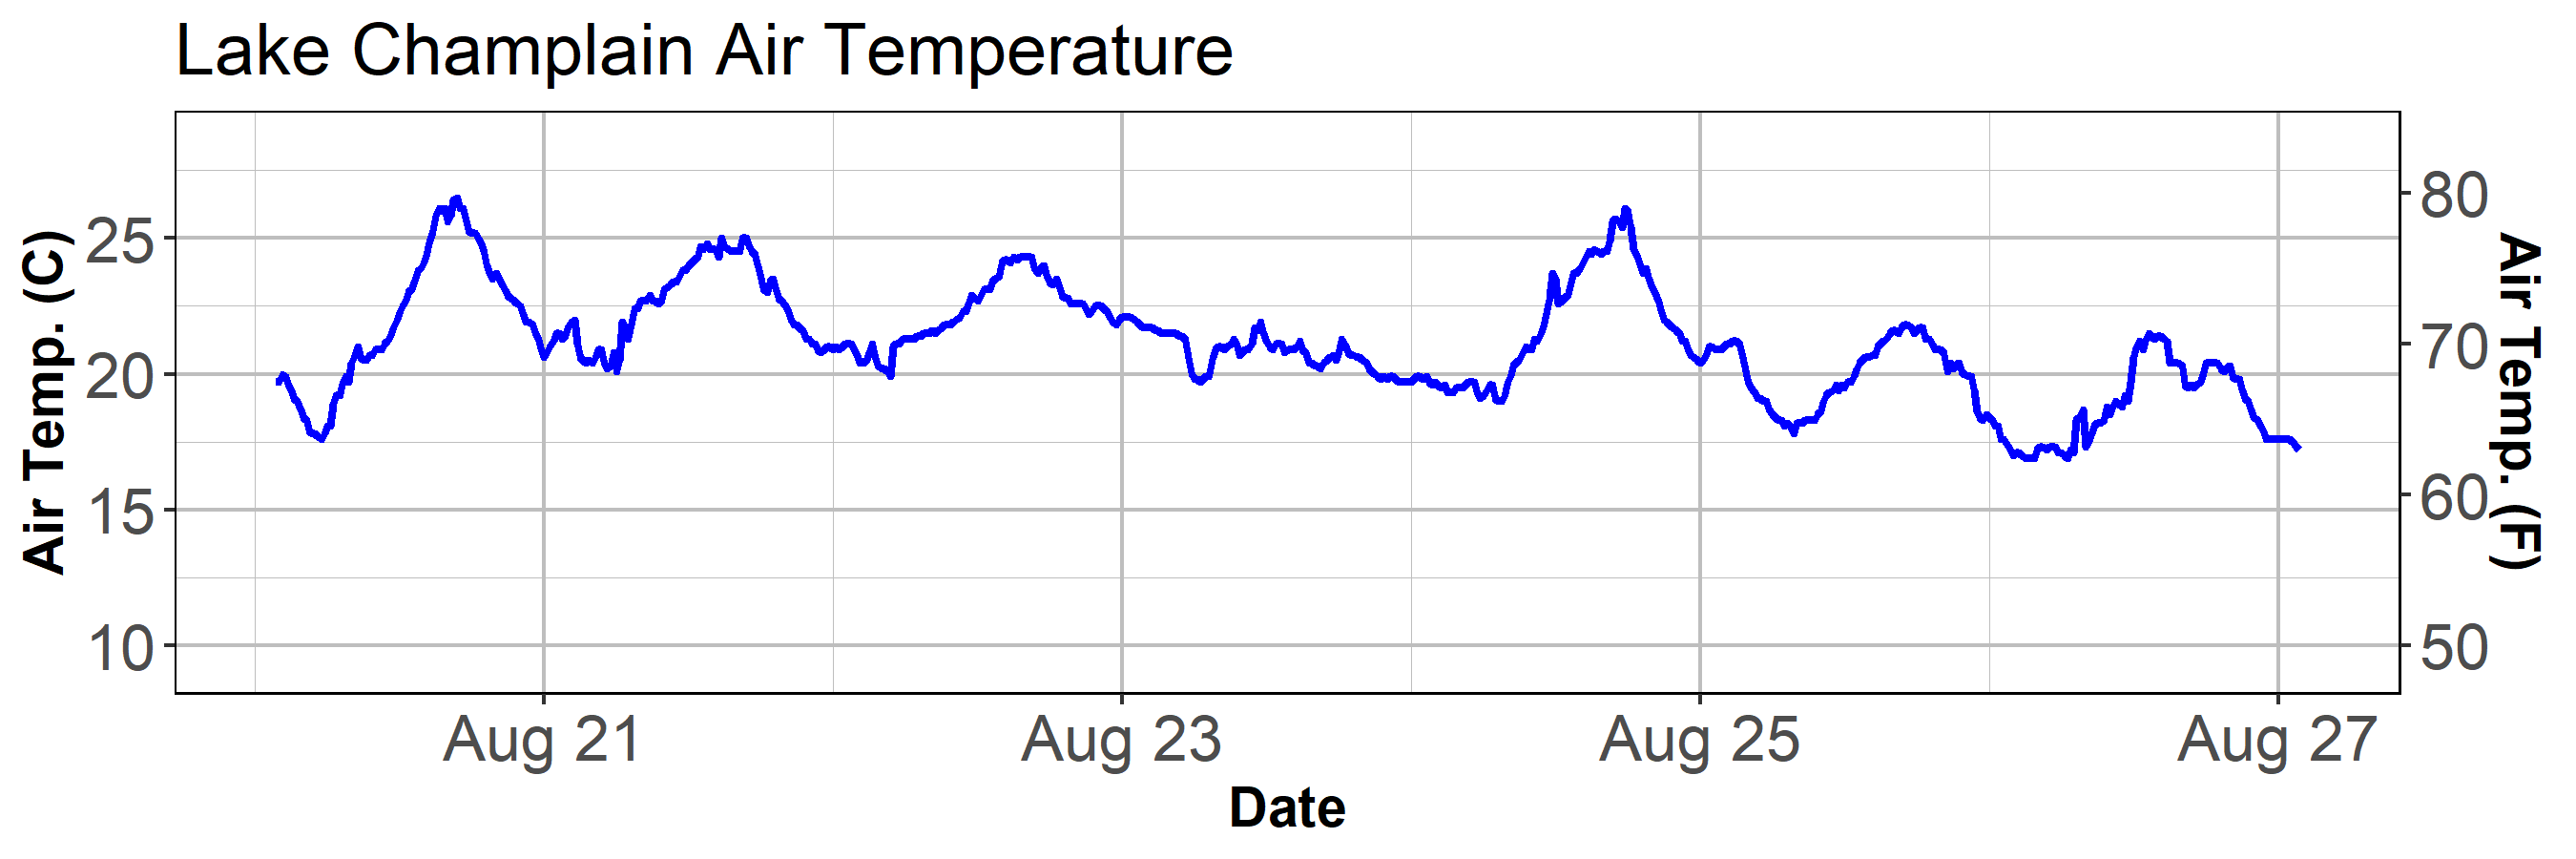 Lake Champlain Air Temperature
Air Temp. (C)
25
20
15
10
80
70
60
50
Air Temp. (F)
Aug 21
Aug 23
Aug 25
Aug 27
Date